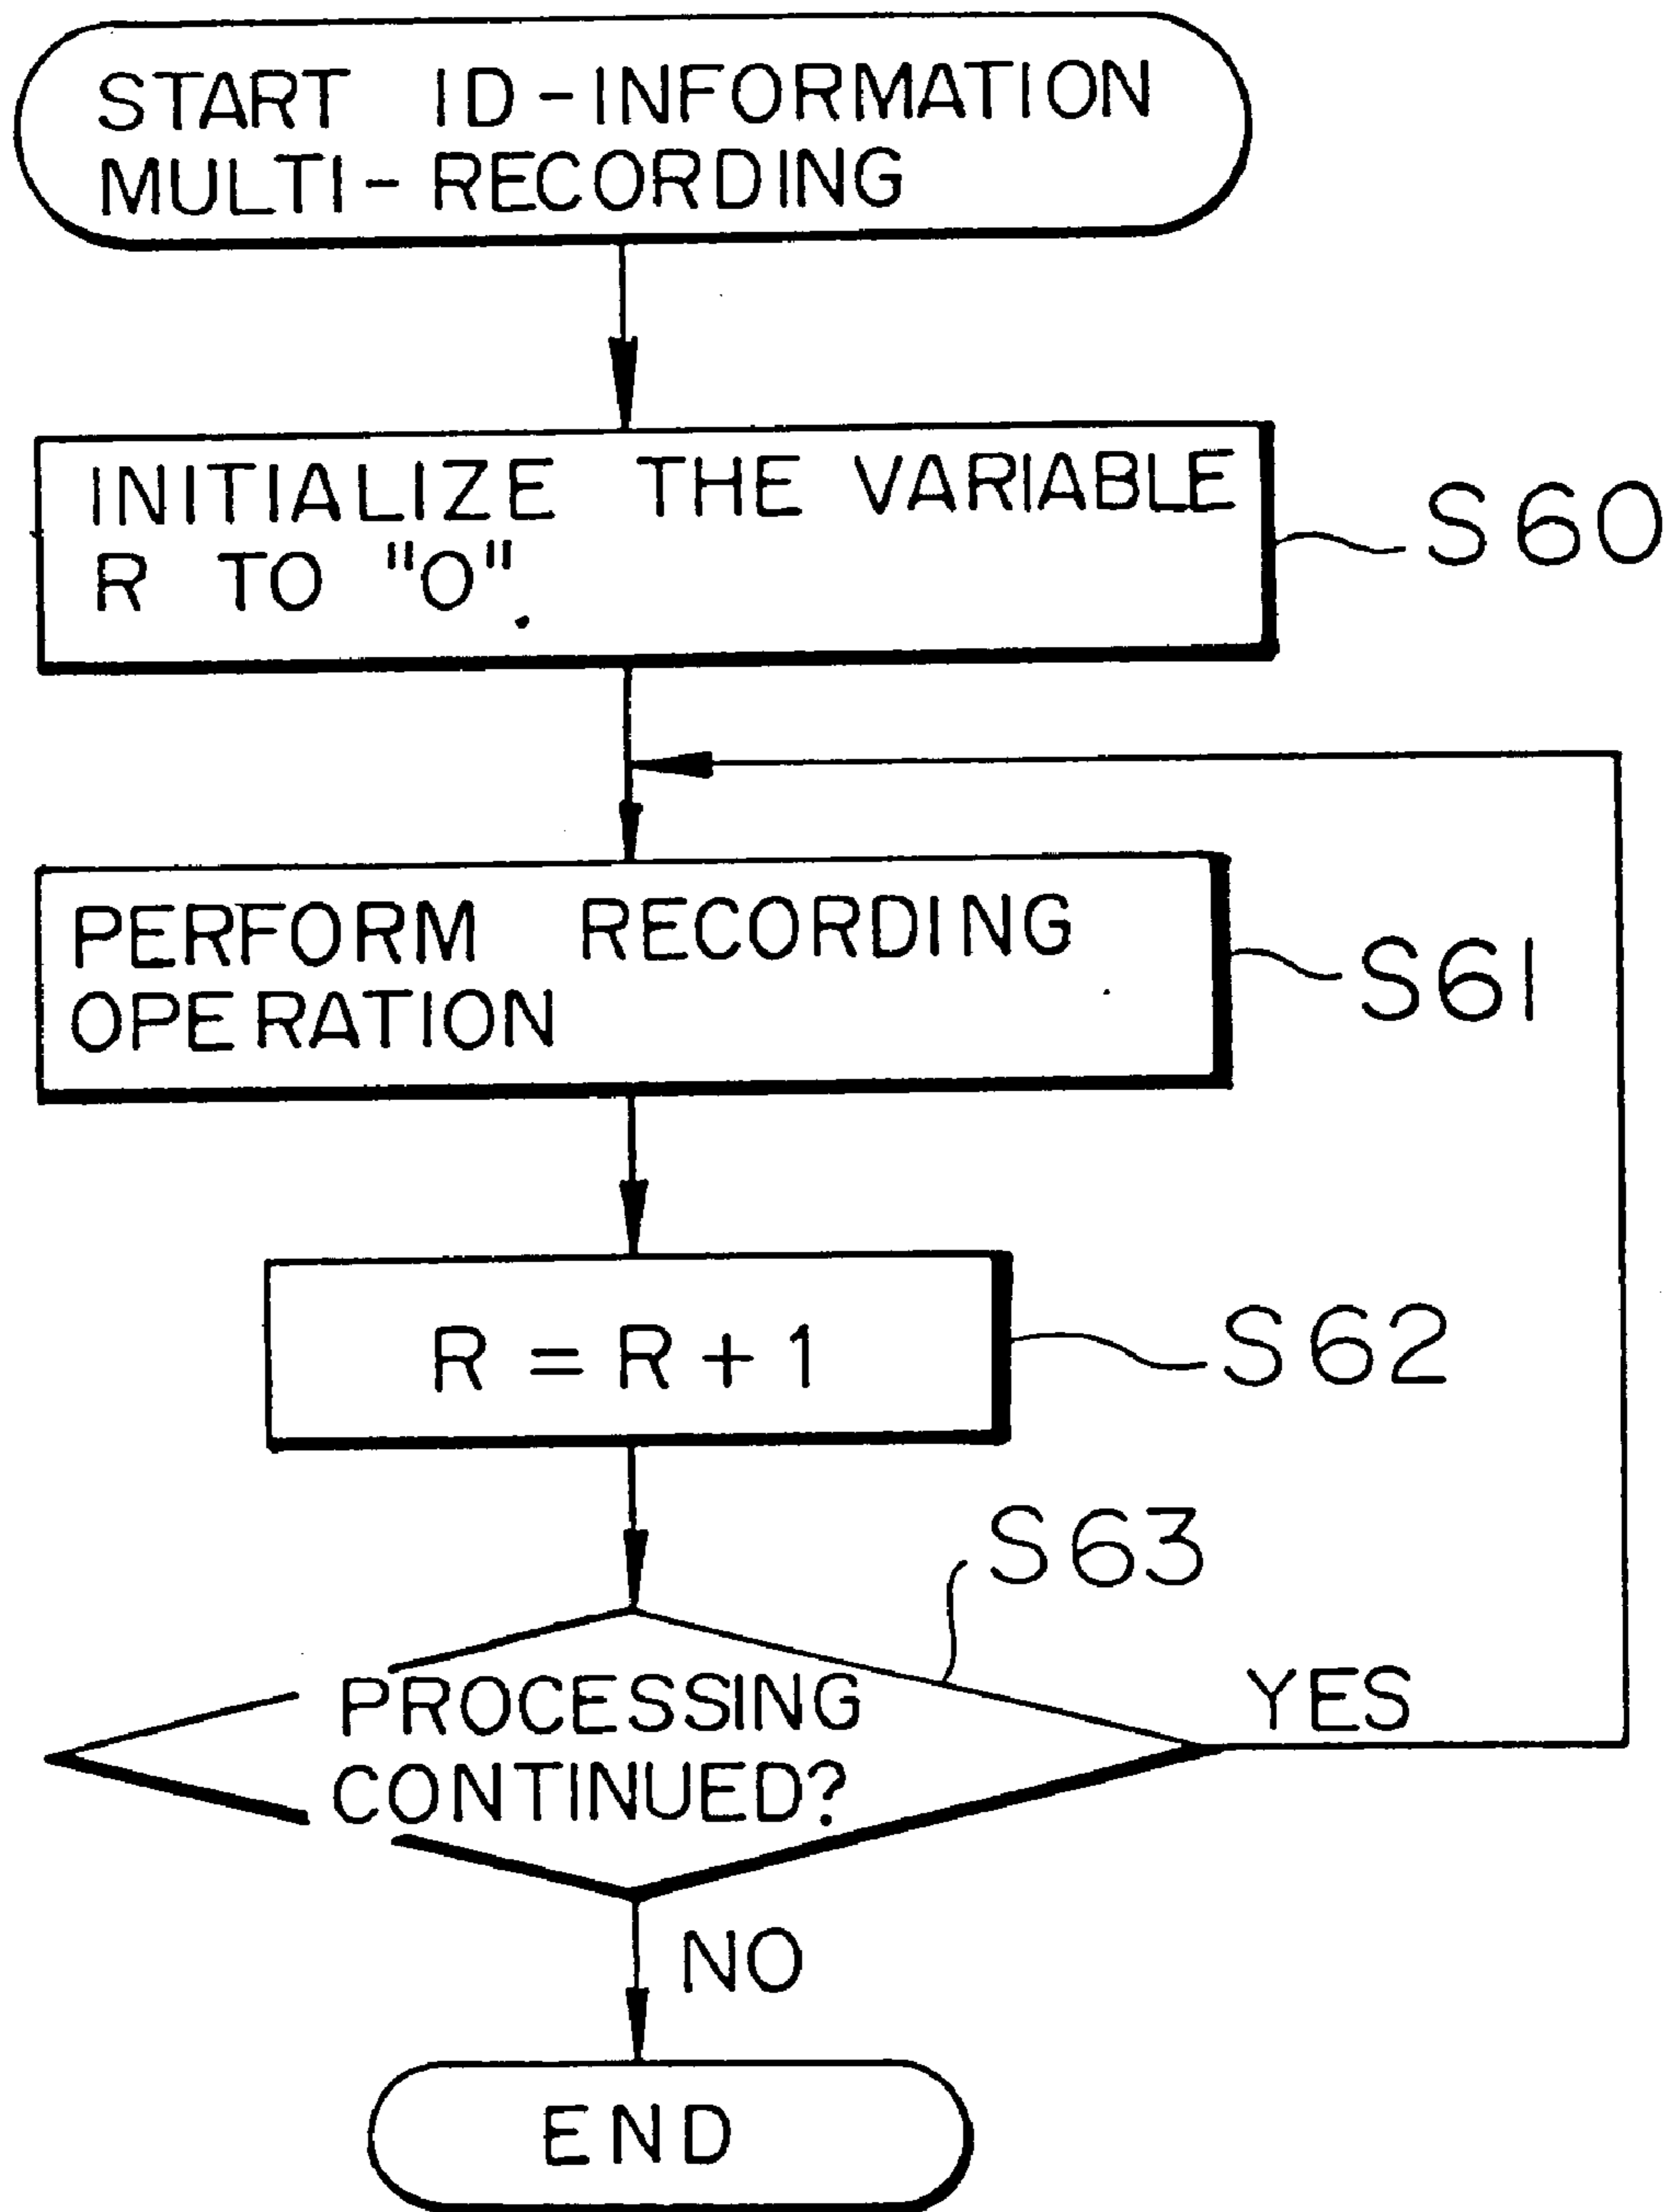 START ID-INFORMATION
MULTI-RECORDING
INITIALIZE THE VARIABLE
R TO "0".
S60
PERFORM RECORDING
OPERATION
S61
R = R + 1
S62
S63
PROCESSING
CONTINUED?
YES
NO
END